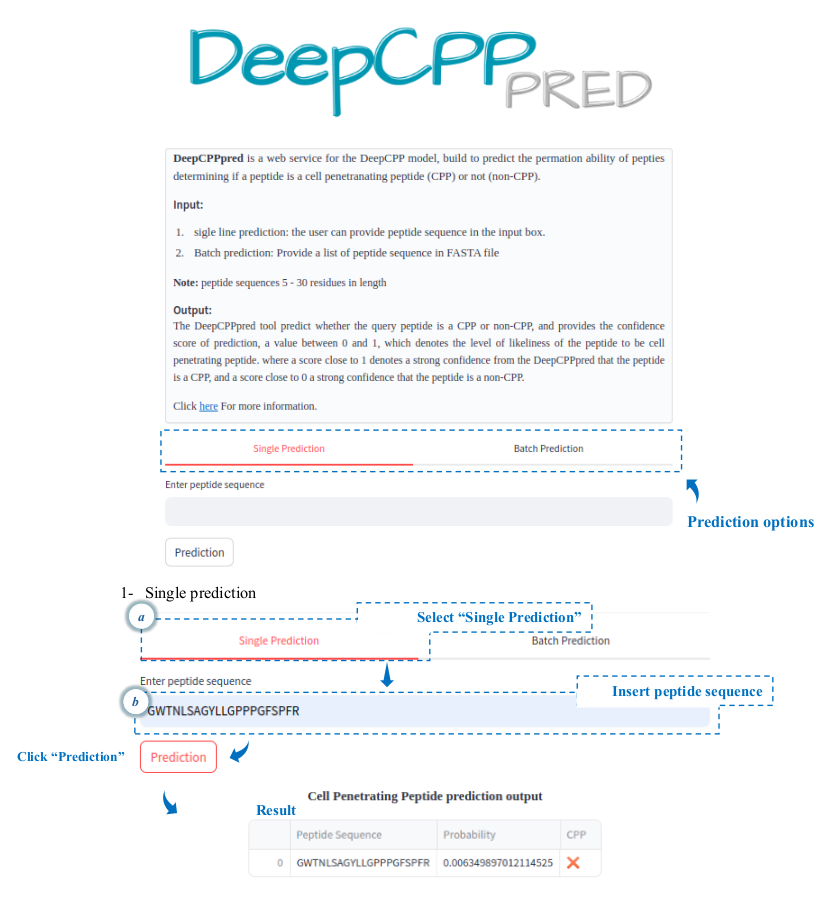 DeepCPP
PRED
DeepCPPpred is a web service for the DeepCPP model, build to predict the permation ability of pepties
determining if a peptide is a cell penetranating peptide (CPP) or not (non-CPP).
Input:
1. sigle line prediction: the user can provide peptide sequence in the input box.
2. Batch prediction: Provide a list of peptide sequence in FASTA file
Note: peptide sequences 5 - 30 residues in length
Output:
The DeepCPPpred tool predict whether the query peptide is a CPP or non-CPP, and provides the confidence
score of prediction, a value between 0 and 1, which denotes the level of likeliness of the peptide to be cell
penetrating peptide. where a score close to 1 denotes a strong confidence from the DeepCPPpred that the peptide
is a CPP, and a score close to 0 a strong confidence that the peptide is a non-CPP.
Click here For more information.
Single Prediction Batch Prediction
Enter peptide sequence
Prediction options
Prediction
1- Single prediction
a Select “Single Prediction”
Single Prediction Batch Prediction
Enter peptide sequence
Insert peptide sequence
b GWTNLSAGYLLGPPPGFSPFR
Click “Prediction” Prediction
Cell Penetrating Peptide prediction output
Result
Peptide Sequence Probability CPP
0 GWTNLSAGYLLGPPPGFSPFR 0.006349897012114525